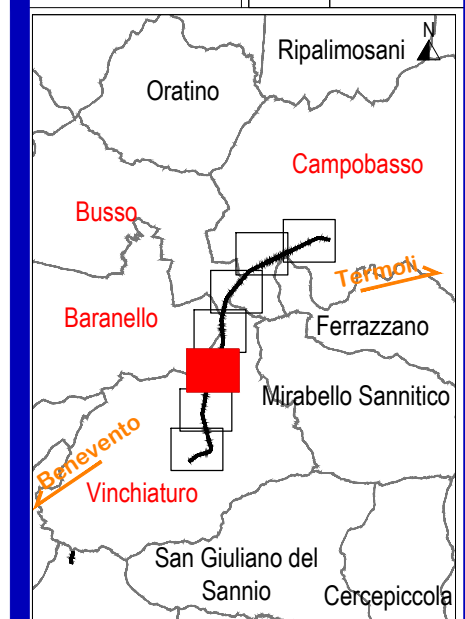 N
Ripalimosani
Oratino
Campobasso
Busso
Termoli
Baranello
Ferrazzano
Mirabello Sannitico
Benevento
Vinchiaturo
San Giuliano del
Sannio
Cercepiccola